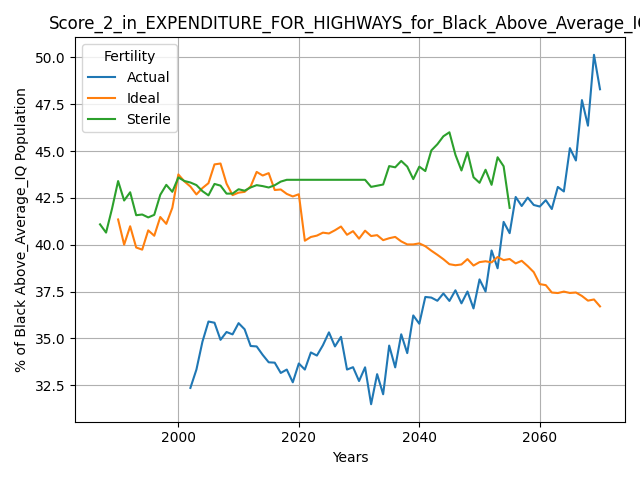 Score_2_in_EXPENDITURE_FOR_HIGHWAYS_for_Black_Above_Average_IQ
Fertility
Actual
Ideal
Sterile
% of Black Above_Average_IQ Population
50.0
47.5
45.0
42.5
40.0
37.5
35.0
32.5
2000
2020
2040
2060
Years